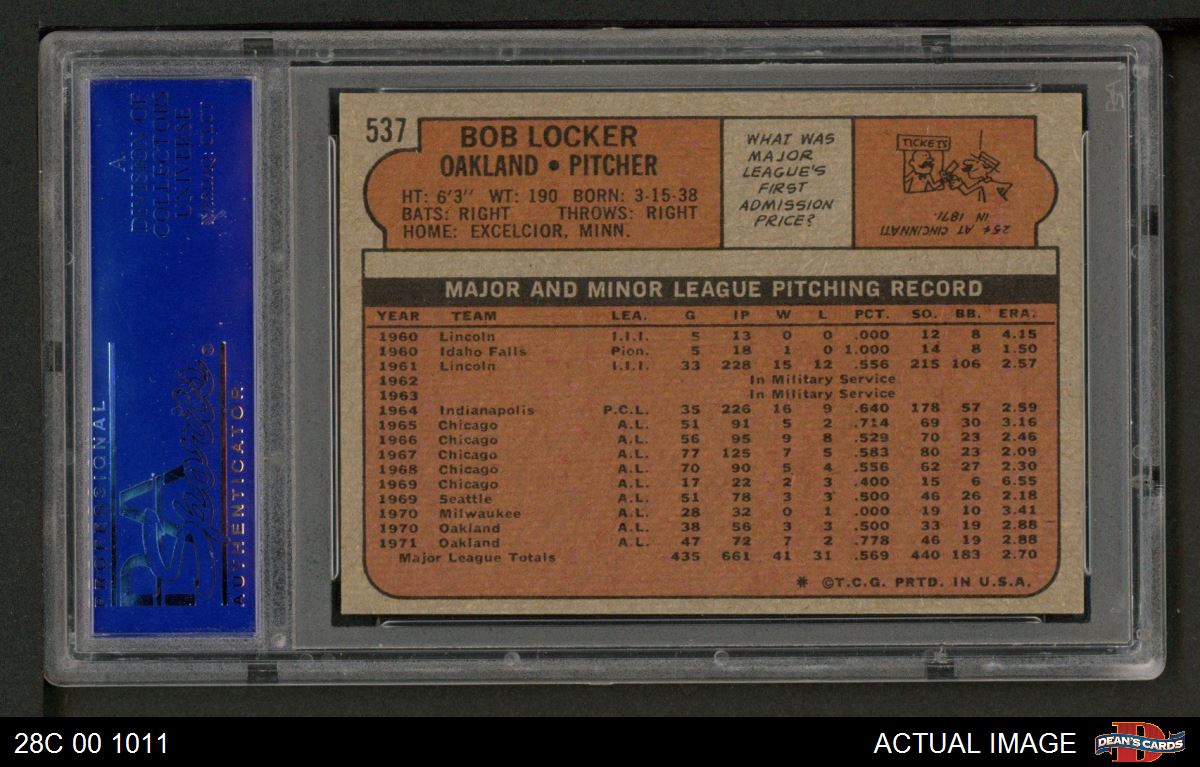 A
DIVISION OF
COLLECTORS
UNIVERSE
NASDAQ: CLCT
PROFESSIONAL
PSA
Sports
AUTHENTICATOR
537
BOB LOCKER
OAKLAND • PITCHER
HT: 6'3" WT: 190 BORN: 3-15-38
BATS: RIGHT THROWS: RIGHT
HOME: EXCELCIOR, MINN.
WHAT WAS
MAJOR
LEAGUE'S
FIRST
ADMISSION
PRICE?
TICKETS
25¢ AT CINCINNATI
IN 1871.
MAJOR AND MINOR LEAGUE PITCHING RECORD
YEAR TEAM LEA. G IP W L PCT. SO. BB. ERA.
1960 Lincoln I.I.I. 5 13 0 0 .000 12 8 4.15
1960 Idaho Falls Pion. 5 18 1 0 1.000 14 8 1.50
1961 Lincoln I.I.I. 33 228 15 12 .556 215 106 2.57
1962 In Military Service
1963 In Military Service
1964 Indianapolis P.C.L. 35 226 16 9 .640 178 57 2.59
1965 Chicago A.L. 51 91 5 2 .714 69 30 3.16
1966 Chicago A.L. 56 95 9 8 .529 70 23 2.46
1967 Chicago A.L. 77 125 7 5 .583 80 23 2.09
1968 Chicago A.L. 70 90 5 4 .556 62 27 2.30
1969 Chicago A.L. 17 22 2 3 .400 15 6 6.55
1969 Seattle A.L. 51 78 3 3 .500 46 26 2.18
1970 Milwaukee A.L. 28 32 0 1 .000 19 10 3.41
1970 Oakland A.L. 38 56 3 3 .500 33 19 2.88
1971 Oakland A.L. 47 72 7 2 .778 46 19 2.88
Major League Totals 435 661 41 31 .569 440 183 2.70
* ©T.C.G. PRTD. IN U.S.A.
28C 00 1011
ACTUAL IMAGE
DEAN'S CARDS